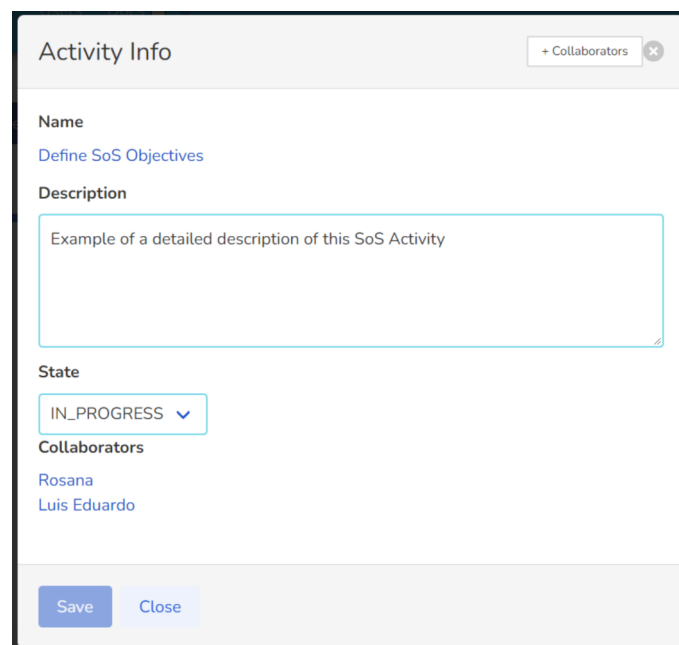 Activity Info
+ Collaborators
Name
Define SoS Objectives
Description
Example of a detailed description of this SoS Activity
State
IN_PROGRESS
Collaborators
Rosana
Luis Eduardo
Save
Close